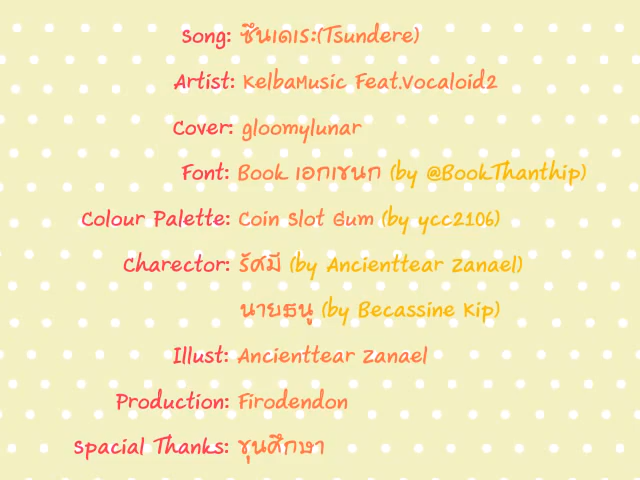 Song: ซึนเดเระ(Tsundere)
Artist: KelbaMusic Feat.Vocaloid2
Cover: gloomylunar
Font: Book เอกเขนก (by @BookThanthip)
Colour Palette: Coin Slot Gum (by ycc2106)
Charector: รัศมี (by Ancienttear Zanael)
นายธนู (by Becassine Kip)
Illust: Ancienttear Zanael
Production: Firodendon
Spacial Thanks: ขุนศึกษา